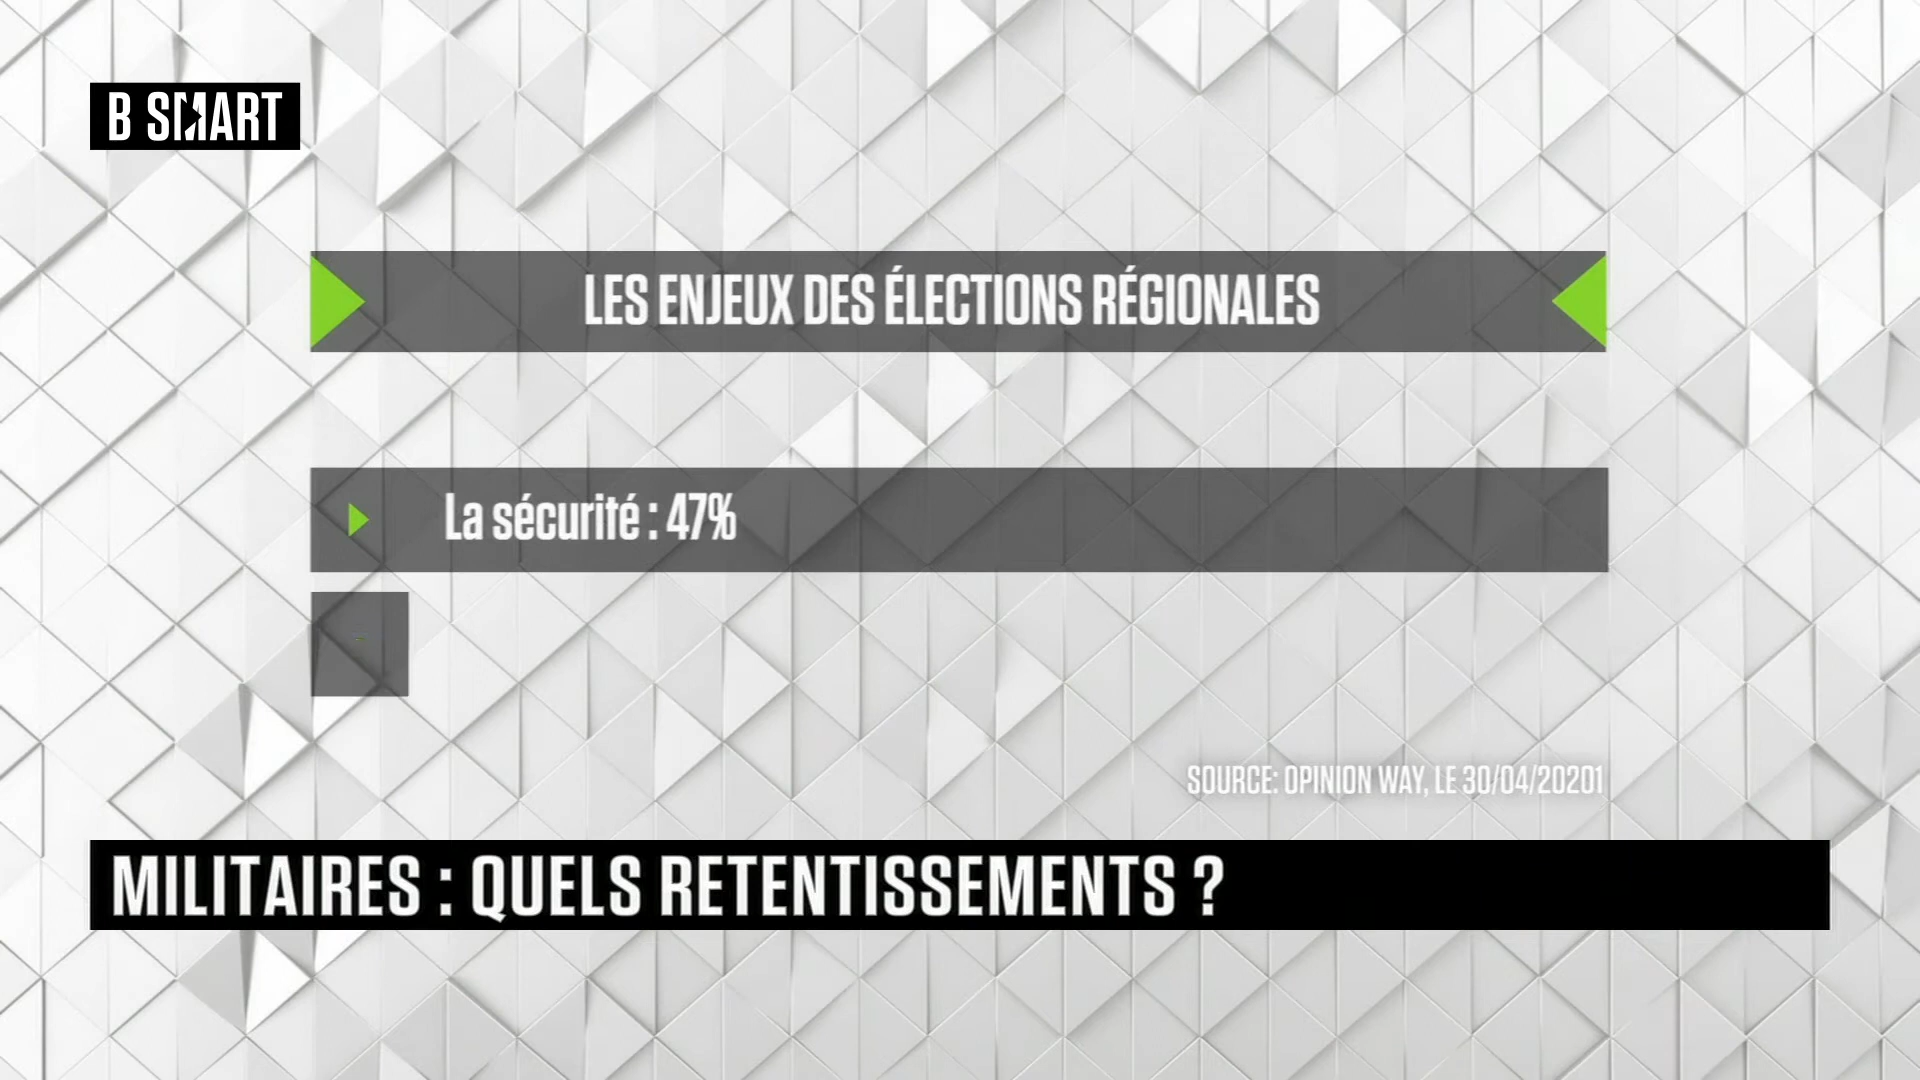 B SMART
LES ENJEUX DES ÉLECTIONS RÉGIONALES
La sécurité : 47%
SOURCE: OPINION WAY, LE 30/04/20201
MILITAIRES : QUELS RETENTISSEMENTS ?